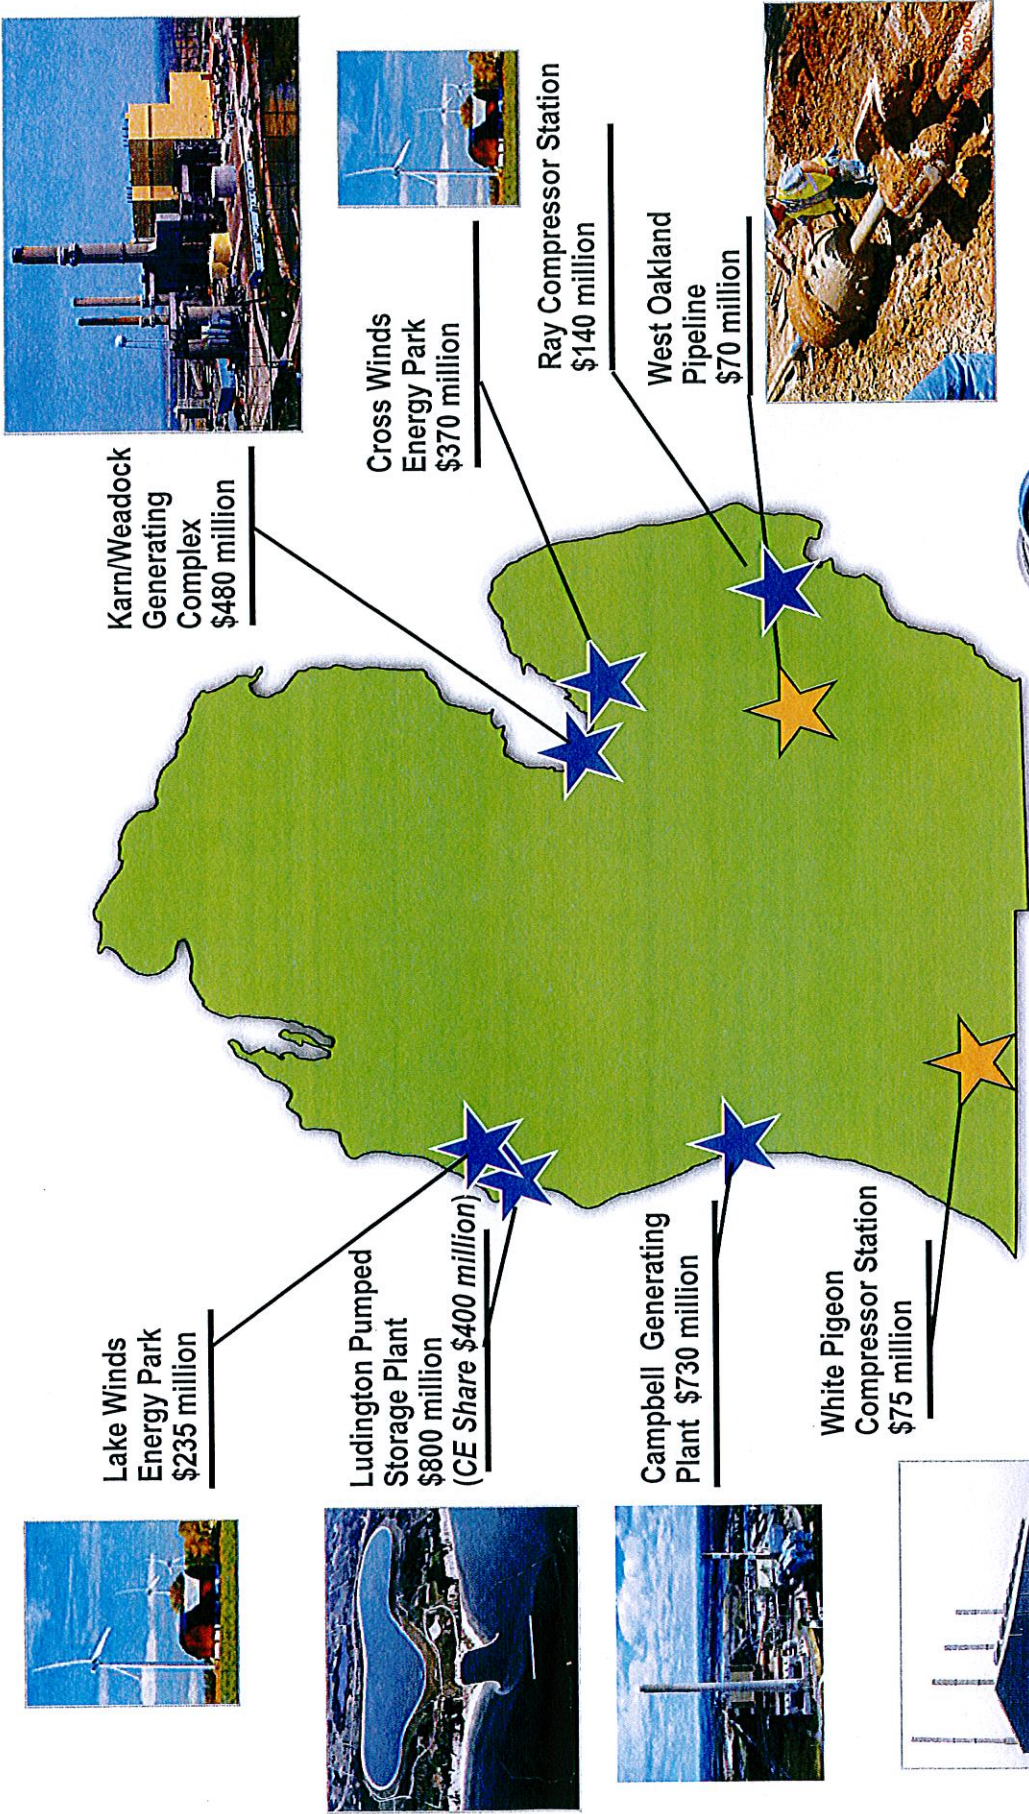 Lake Winds
Energy Park
$235 million
Ludington Pumped
Storage Plant
$800 million
(CE Share $400 million)
Campbell Generating
Plant $730 million
White Pigeon
Compressor Station
$75 million
Karn/Weadock
Generating
Complex
$480 million
Cross Winds
Energy Park
$370 million
Ray Compressor Station
$140 million
West Oakland
Pipeline
$70 million
2010